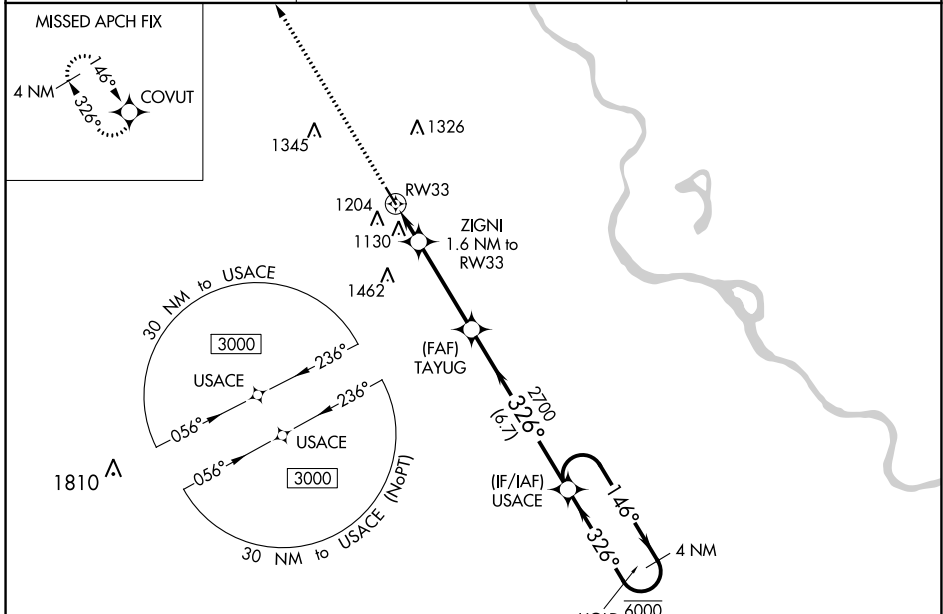 MISSED APCH FIX
4 NM
146°
326°
COVUT
1345
1326
RW33
1204
1130
ZIGNI
1.6 NM to
RW33
1462
30 NM to USACE
3000
USACE
236°
056°
(FAF)
TAYUG
2700
326°
(6.7)
236°
USACE
056°
3000
30 NM to USACE (NoPT)
1810
(IF/IAF)
USACE
146°
326°
4 NM
6000